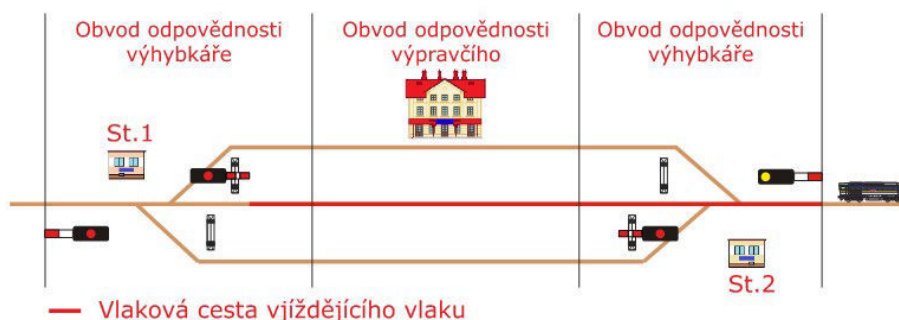 Obvod odpovědnosti
výhybkáře
Obvod odpovědnosti
výpravčího
Obvod odpovědnosti
výhybkáře
St.1
St.2
Vlaková cesta vjíždějícího vlaku